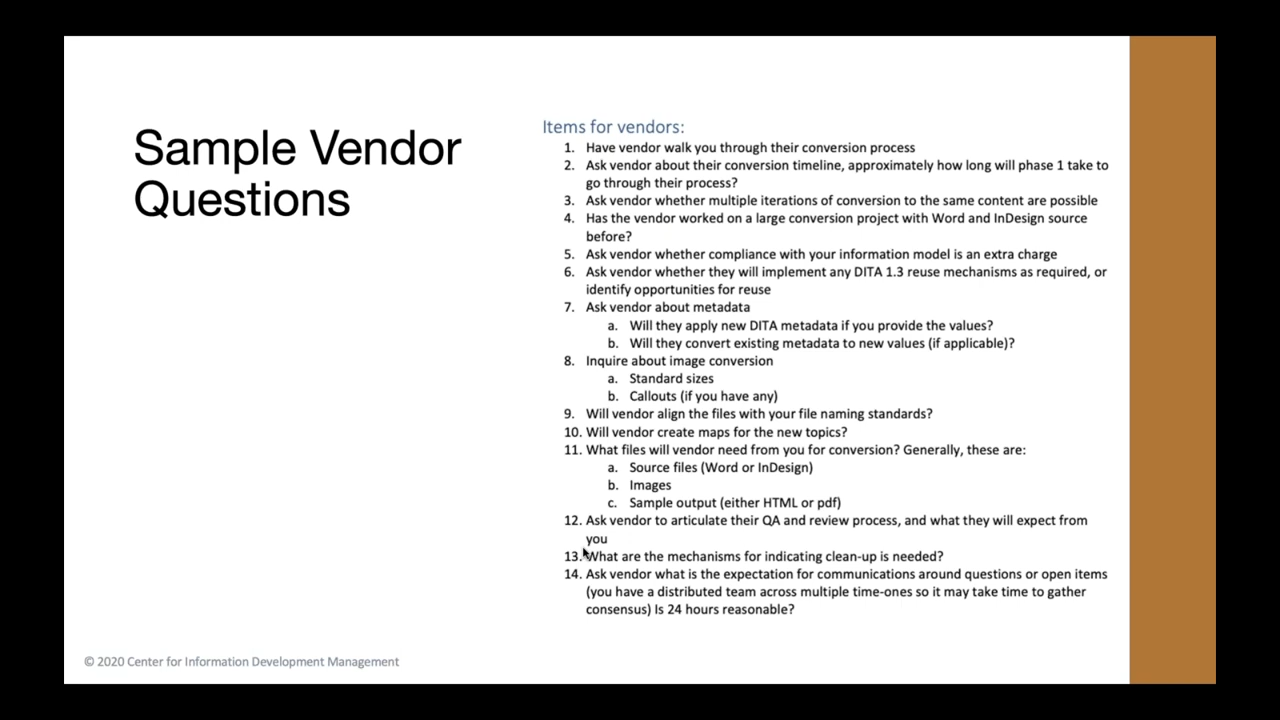 Sample Vendor
Questions
Items for vendors:
1. Have vendor walk you through their conversion process
2. Ask vendor about their conversion timeline, approximately how long will phase 1 take to
go through their process?
3. Ask vendor whether multiple iterations of conversion to the same content are possible
4. Has the vendor worked on a large conversion project with Word and InDesign source
before?
5. Ask vendor whether compliance with your information model is an extra charge
6. Ask vendor whether they will implement any DITA 1.3 reuse mechanisms as required, or
identify opportunities for reuse
7. Ask vendor about metadata
a. Will they apply new DITA metadata if you provide the values?
b. Will they convert existing metadata to new values (if applicable)?
8. Inquire about image conversion
a. Standard sizes
b. Callouts (if you have any)
9. Will vendor align the files with your file naming standards?
10. Will vendor create maps for the new topics?
11. What files will vendor need from you for conversion? Generally, these are:
a. Source files (Word or InDesign)
b. Images
c. Sample output (either HTML or pdf)
12. Ask vendor to articulate their QA and review process, and what they will expect from
you
13. What are the mechanisms for indicating clean-up is needed?
14. Ask vendor what is the expectation for communications around questions or open items
(you have a distributed team across multiple time-ones so it may take time to gather
consensus) Is 24 hours reasonable?
© 2020 Center for Information Development Management